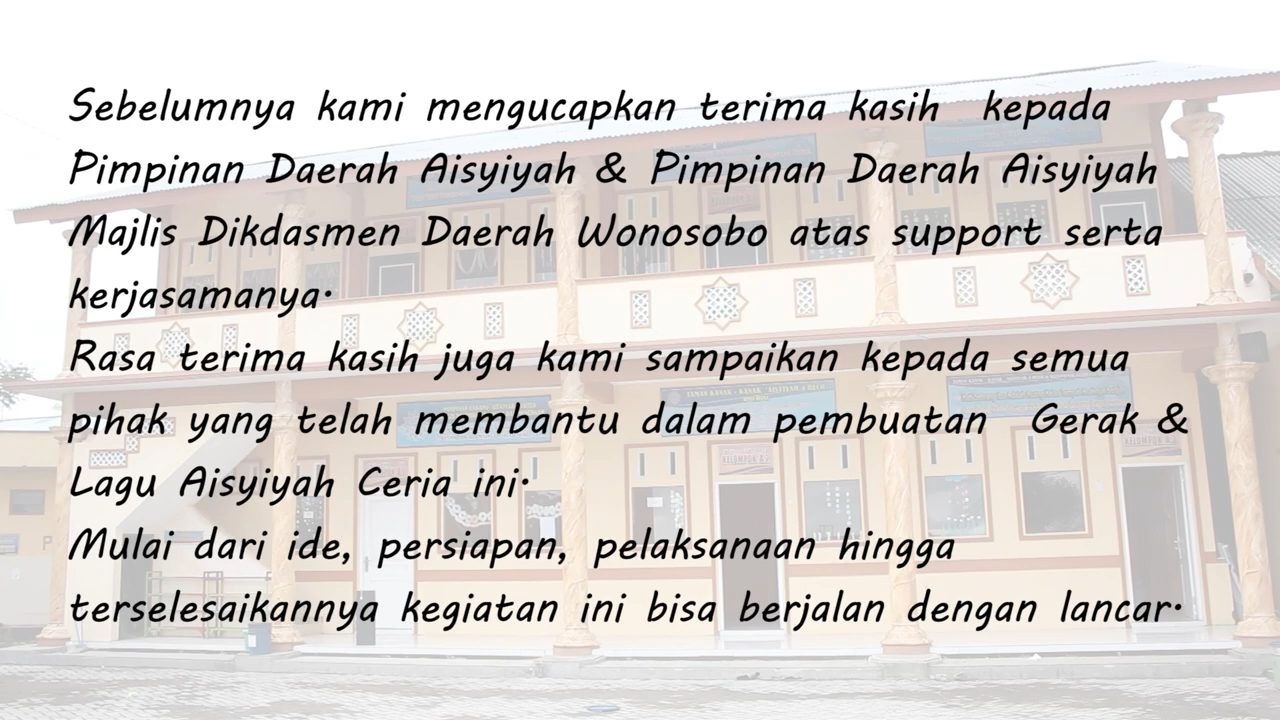 Sebelumnya kami mengucapkan terima kasih kepada
Pimpinan Daerah Aisyiyah & Pimpinan Daerah Aisyiyah
Majlis Dikdasmen Daerah Wonosobo atas support serta
kerjasamanya.
Rasa terima kasih juga kami sampaikan kepada semua
pihak yang telah membantu dalam pembuatan Gerak &
Lagu Aisyiyah Ceria ini.
Mulai dari ide, persiapan, pelaksanaan hingga
terselesaikannya kegiatan ini bisa berjalan dengan lancar.